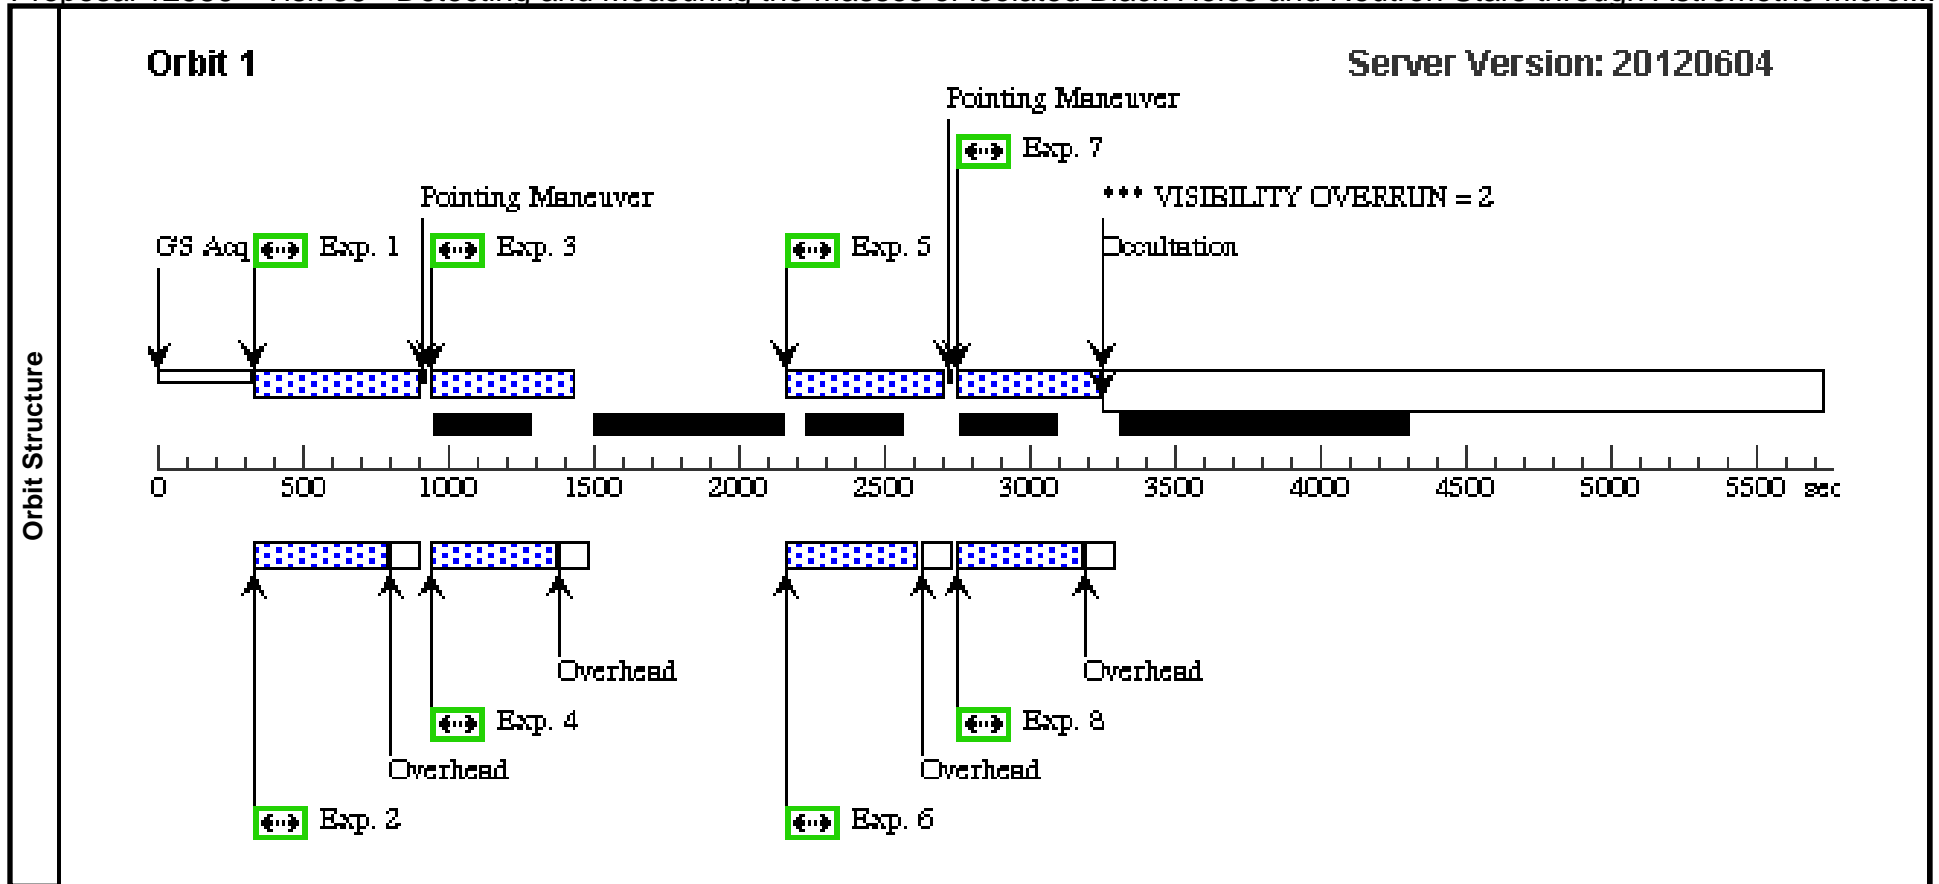 Orbit 1
Server Version: 20120604
Pointing Maneuver
Exp. 7
Pointing Maneuver
*** VISIBILITY OVERRUN = 2
GS Acq
Exp. 1
Exp. 3
Exp. 5
Occultation
Orbit Structure
0 500 1000 1500 2000 2500 3000 3500 4000 4500 5000 5500 sec
Overhead
Overhead
Exp. 4
Exp. 8
Overhead
Overhead
Exp. 2
Exp. 6